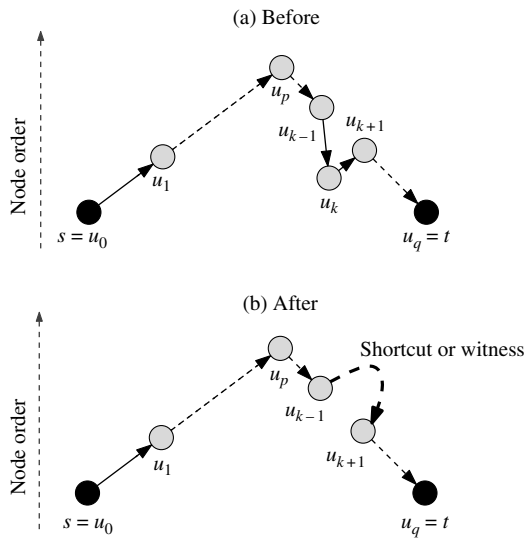 (a) Before
Node order
u_p
u_{k−1}
u_{k+1}
u_1
u_k
s = u_0
u_q = t
(b) After
Node order
Shortcut or witness
u_p
u_{k−1}
u_{k+1}
u_1
s = u_0
u_q = t